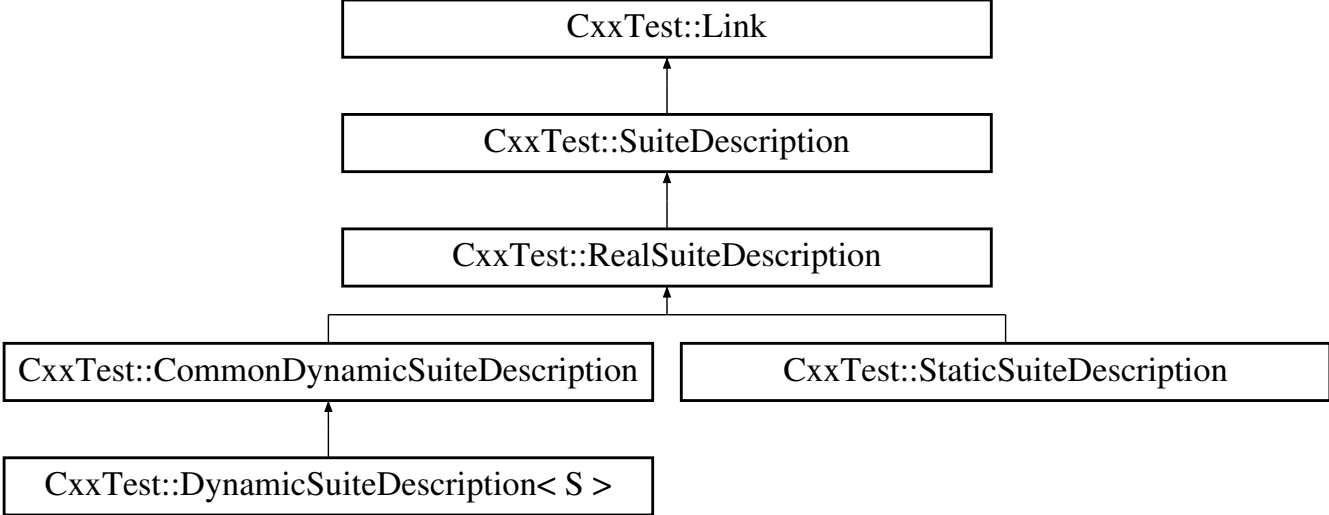 CxxTest::Link
CxxTest::SuiteDescription
CxxTest::RealSuiteDescription
CxxTest::CommonDynamicSuiteDescription
CxxTest::StaticSuiteDescription
CxxTest::DynamicSuiteDescription< S >